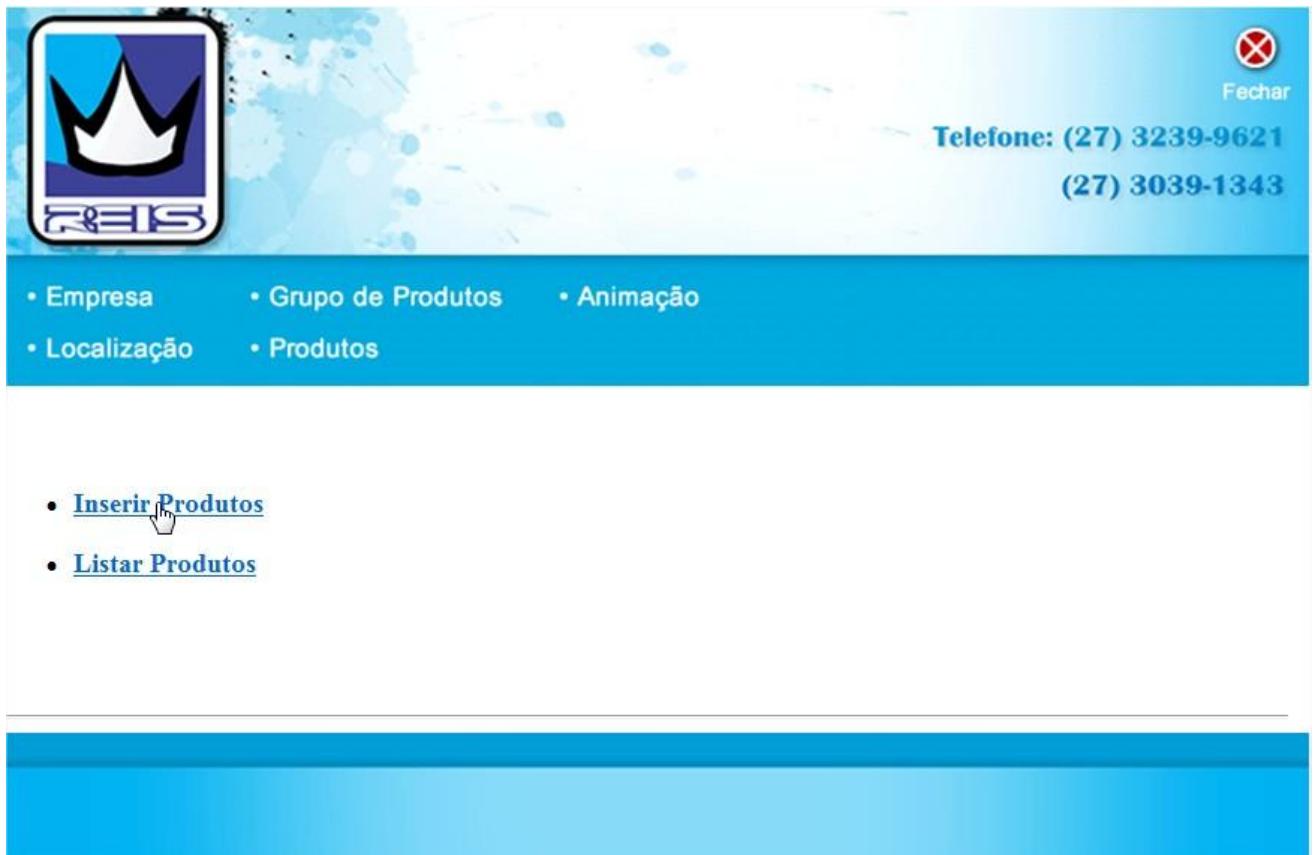 REIS
Fechar
Telefone: (27) 3239-9621
(27) 3039-1343
• Empresa • Grupo de Produtos • Animação
• Localização • Produtos
• Inserir Produtos
• Listar Produtos